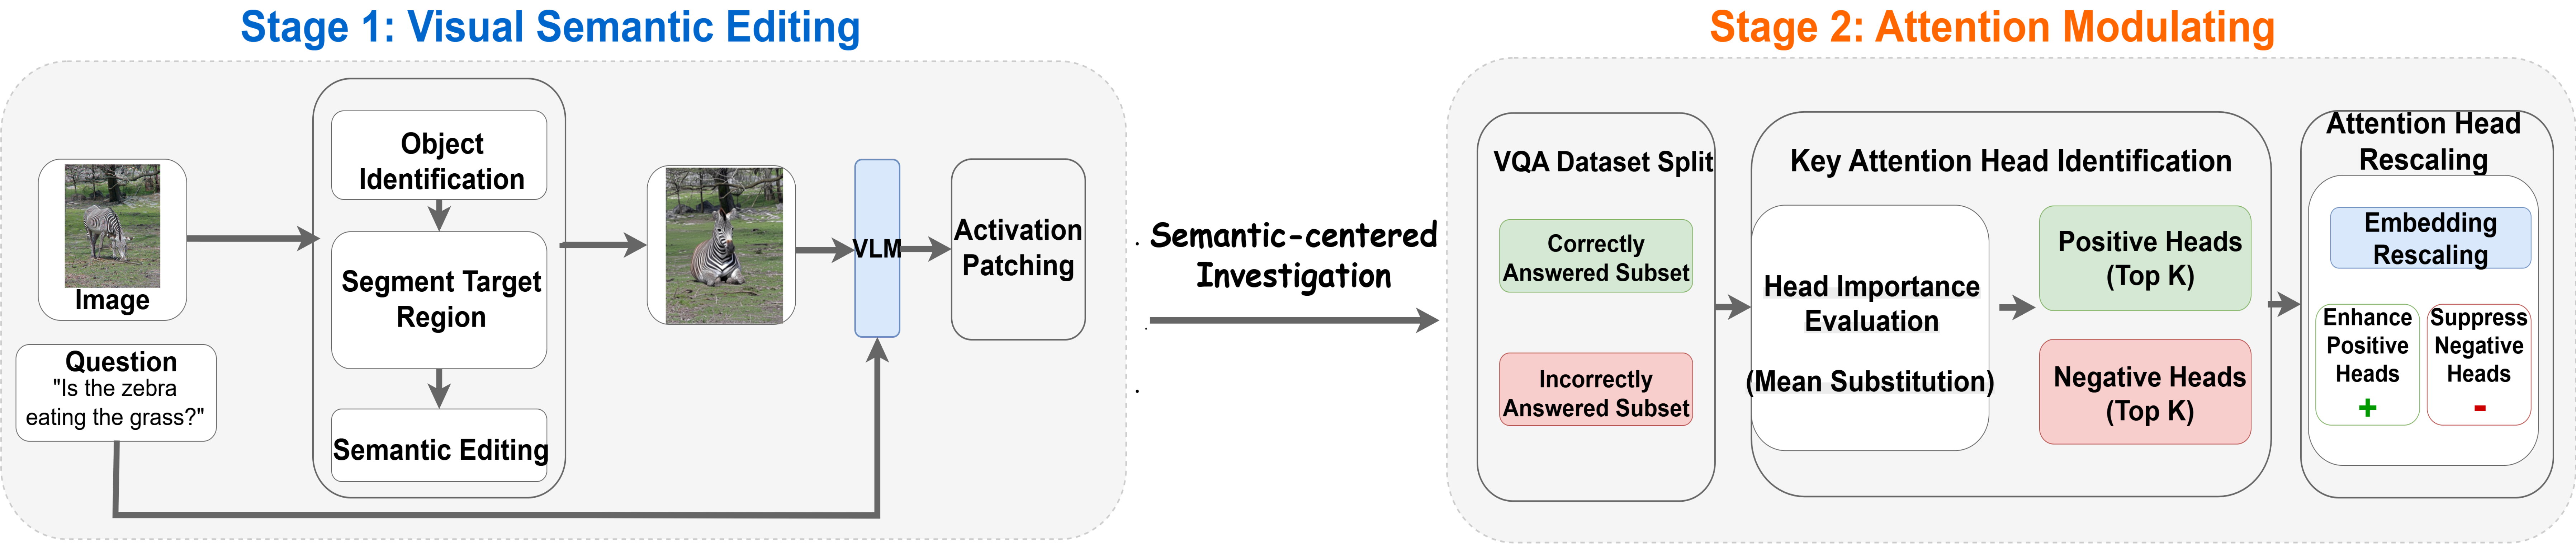 Stage 1: Visual Semantic Editing
Image
Question
"Is the zebra
eating the grass?"
Object
Identification
Segment Target
Region
Semantic Editing
VLM
Activation
Patching
Semantic-centered
Investigation
Stage 2: Attention Modulating
VQA Dataset Split
Correctly
Answered Subset
Incorrectly
Answered Subset
Key Attention Head Identification
Head Importance
Evaluation
(Mean Substitution)
Positive Heads
(Top K)
Negative Heads
(Top K)
Attention Head
Rescaling
Embedding
Rescaling
Enhance
Positive
Heads
+
Suppress
Negative
Heads
-